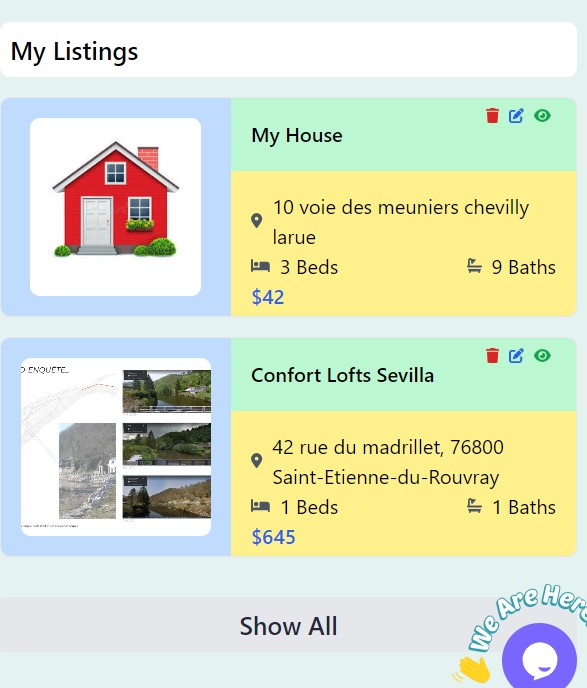 My Listings
My House
10 voie des meuniers chevilly
larue
3 Beds
9 Baths
$42
O-ENQUÊTE_
Confort Lofts Sevilla
42 rue du madrillet, 76800
Saint-Etienne-du-Rouvray
1 Beds
1 Baths
$645
Show All
We Are Here